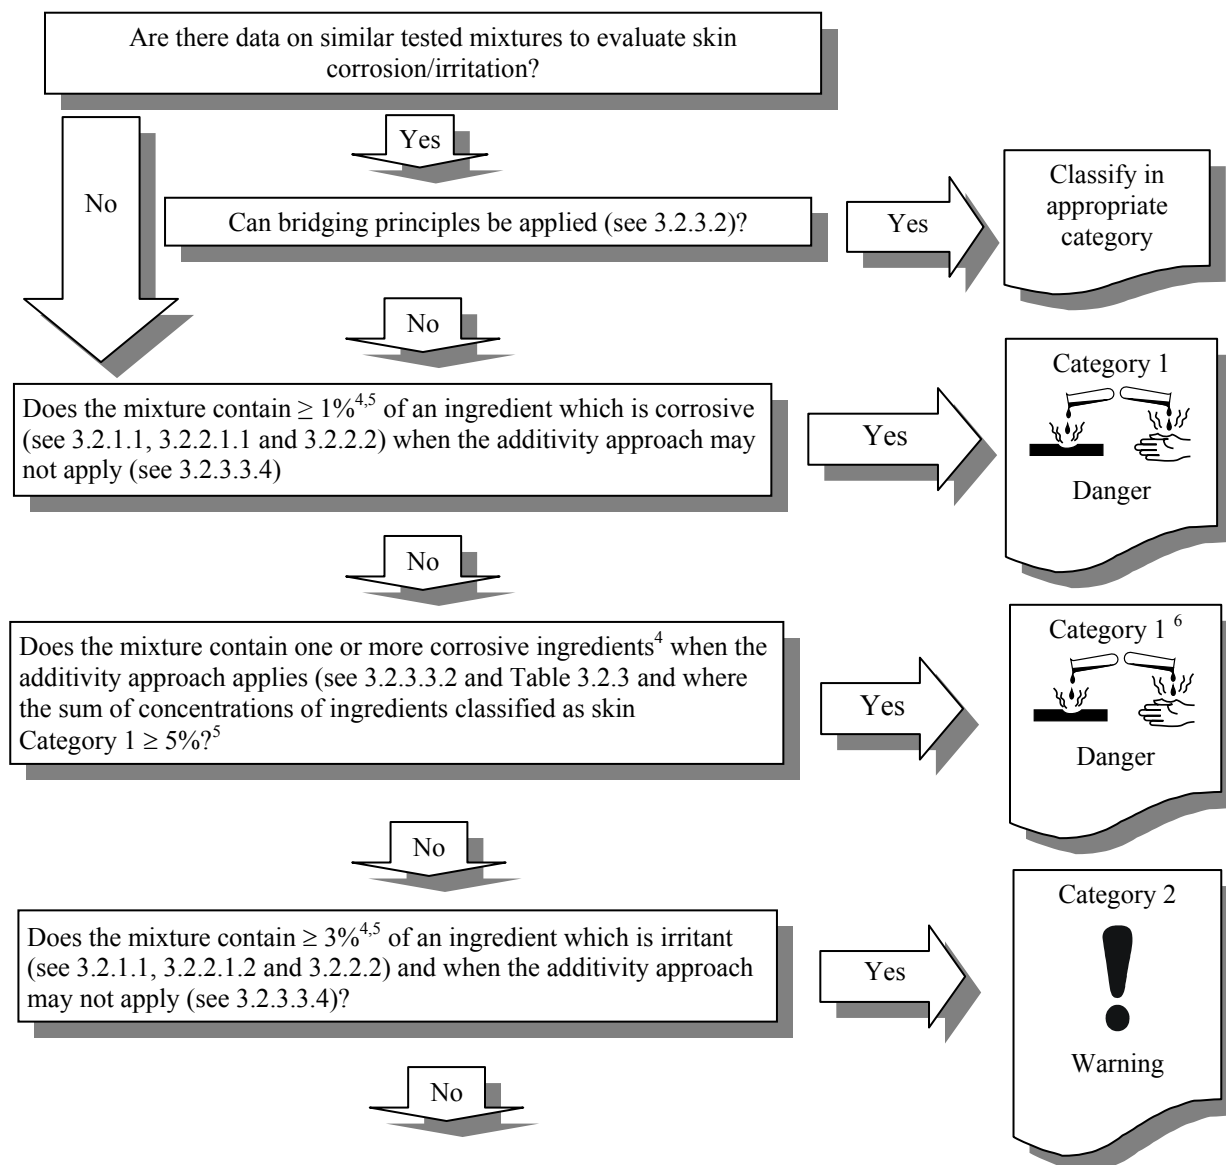 Are there data on similar tested mixtures to evaluate skin
corrosion/irritation?
Yes
No
Can bridging principles be applied (see 3.2.3.2)?
Yes
Classify in
appropriate
category
No
Does the mixture contain ≥ 1%⁴,⁵ of an ingredient which is corrosive
(see 3.2.1.1, 3.2.2.1.1 and 3.2.2.2) when the additivity approach may
not apply (see 3.2.3.3.4)
Yes
Category 1
Danger
No
Does the mixture contain one or more corrosive ingredients⁴ when the
additivity approach applies (see 3.2.3.3.2 and Table 3.2.3 and where
the sum of concentrations of ingredients classified as skin
Category 1 ≥ 5%?⁵
Yes
Category 1 ⁶
Danger
No
Does the mixture contain ≥ 3%⁴,⁵ of an ingredient which is irritant
(see 3.2.1.1, 3.2.2.1.2 and 3.2.2.2) and when the additivity approach
may not apply (see 3.2.3.3.4)?
Yes
Category 2
Warning
No